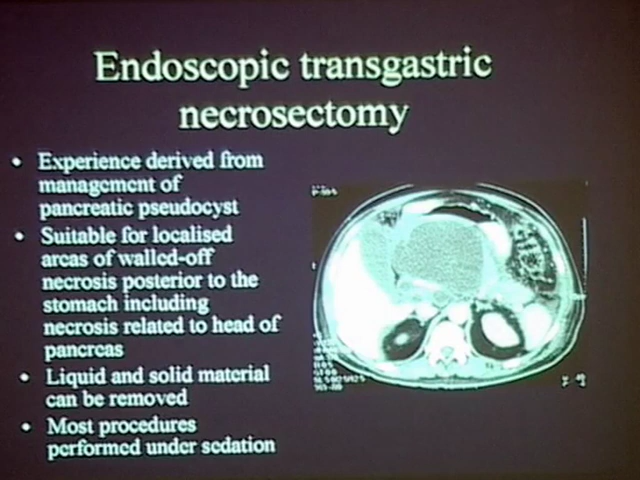 Endoscopic transgastric
necrosectomy
• Experience derived from
management of
pancreatic pseudocyst
• Suitable for localised
areas of walled-off
necrosis posterior to the
stomach including
necrosis related to head of
pancreas
• Liquid and solid material
can be removed
• Most procedures
performed under sedation